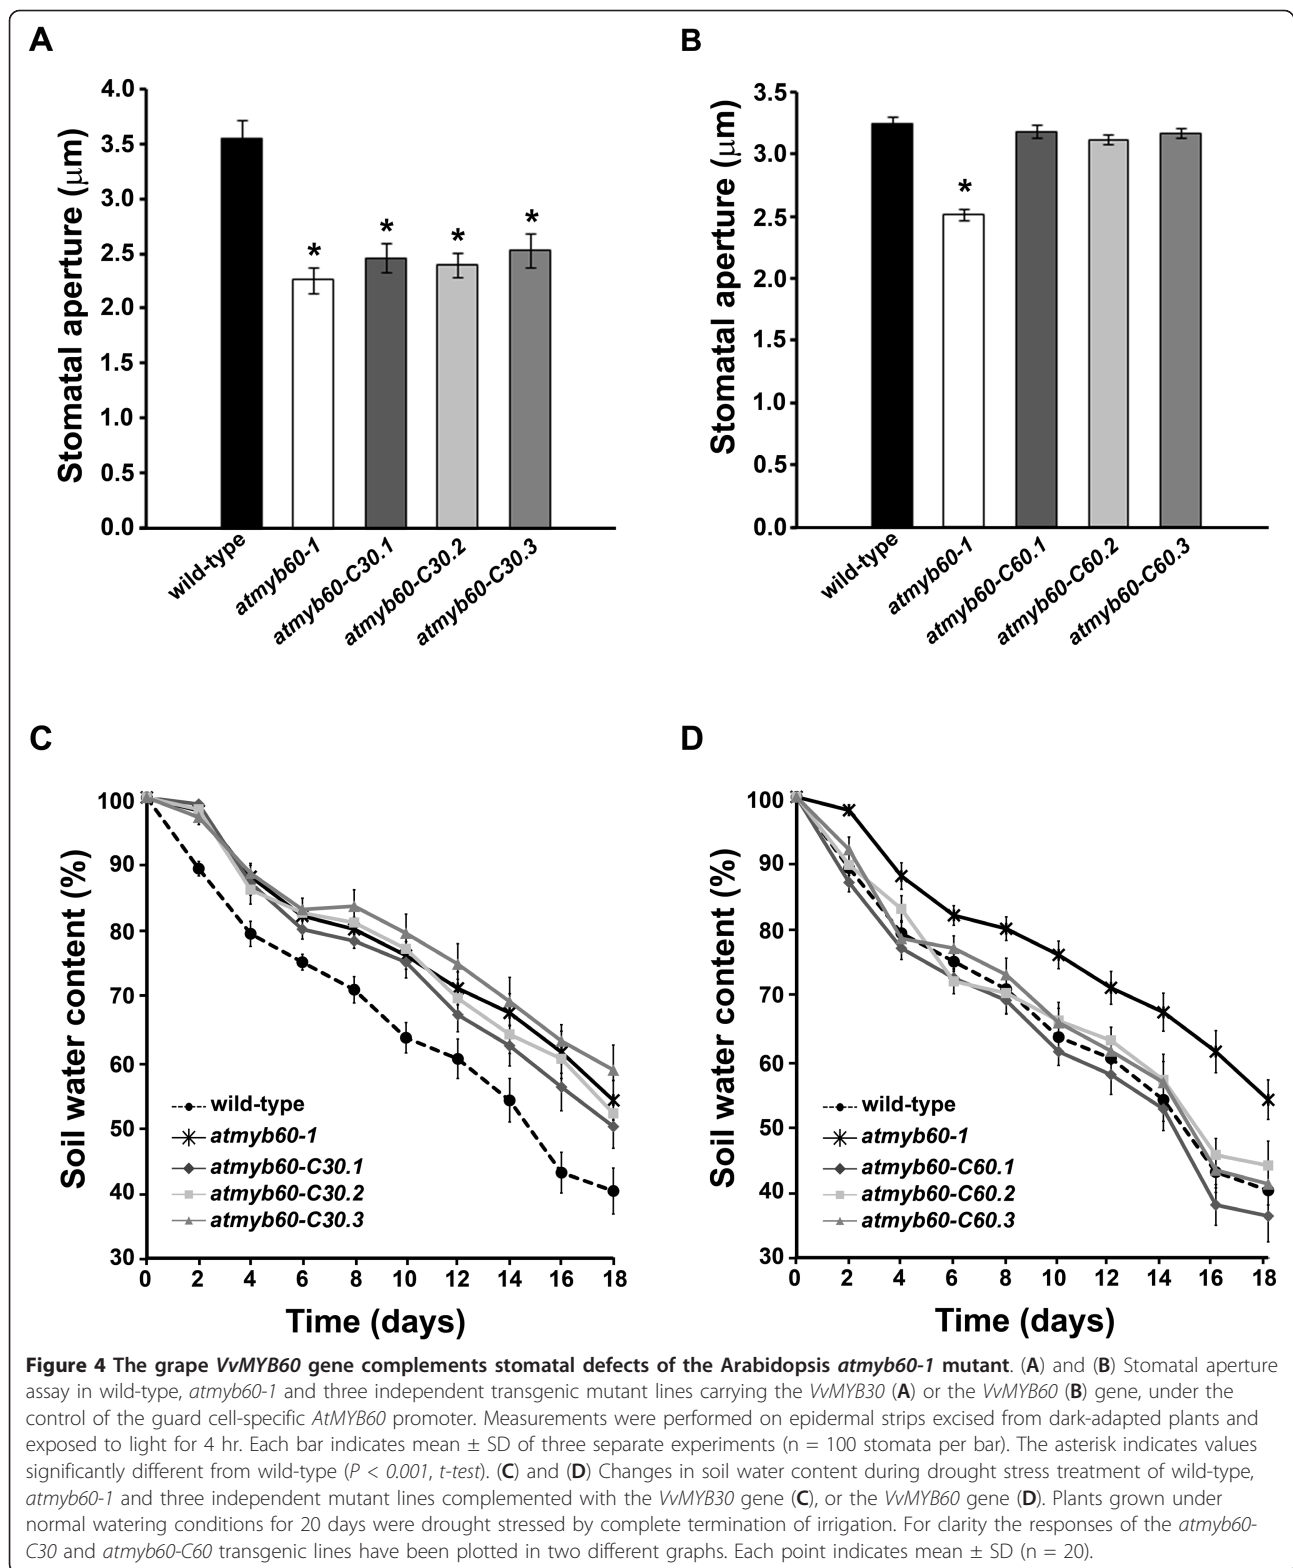 A
B
Stomatal aperture (μm)
4.0
3.5
3.0
2.5
2.0
1.5
1.0
0.5
0.0
* * * *
wild-type
atmyb60-1
atmyb60-C30.1
atmyb60-C30.2
atmyb60-C30.3
Stomatal aperture (μm)
3.5
3.0
2.5
2.0
1.5
1.0
0.5
0.0
*
wild-type
atmyb60-1
atmyb60-C60.1
atmyb60-C60.2
atmyb60-C60.3
C
D
Soil water content (%)
100
90
80
70
60
50
40
30
wild-type
atmyb60-1
atmyb60-C30.1
atmyb60-C30.2
atmyb60-C30.3
0 2 4 6 8 10 12 14 16 18
Time (days)
Soil water content (%)
100
90
80
70
60
50
40
30
wild-type
atmyb60-1
atmyb60-C60.1
atmyb60-C60.2
atmyb60-C60.3
0 2 4 6 8 10 12 14 16 18
Time (days)
Figure 4 The grape VvMYB60 gene complements stomatal defects of the Arabidopsis atmyb60-1 mutant. (A) and (B) Stomatal aperture
assay in wild-type, atmyb60-1 and three independent transgenic mutant lines carrying the VvMYB30 (A) or the VvMYB60 (B) gene, under the
control of the guard cell-specific AtMYB60 promoter. Measurements were performed on epidermal strips excised from dark-adapted plants and
exposed to light for 4 hr. Each bar indicates mean ± SD of three separate experiments (n = 100 stomata per bar). The asterisk indicates values
significantly different from wild-type (P < 0.001, t-test). (C) and (D) Changes in soil water content during drought stress treatment of wild-type,
atmyb60-1 and three independent mutant lines complemented with the VvMYB30 gene (C), or the VvMYB60 gene (D). Plants grown under
normal watering conditions for 20 days were drought stressed by complete termination of irrigation. For clarity the responses of the atmyb60-
C30 and atmyb60-C60 transgenic lines have been plotted in two different graphs. Each point indicates mean ± SD (n = 20).